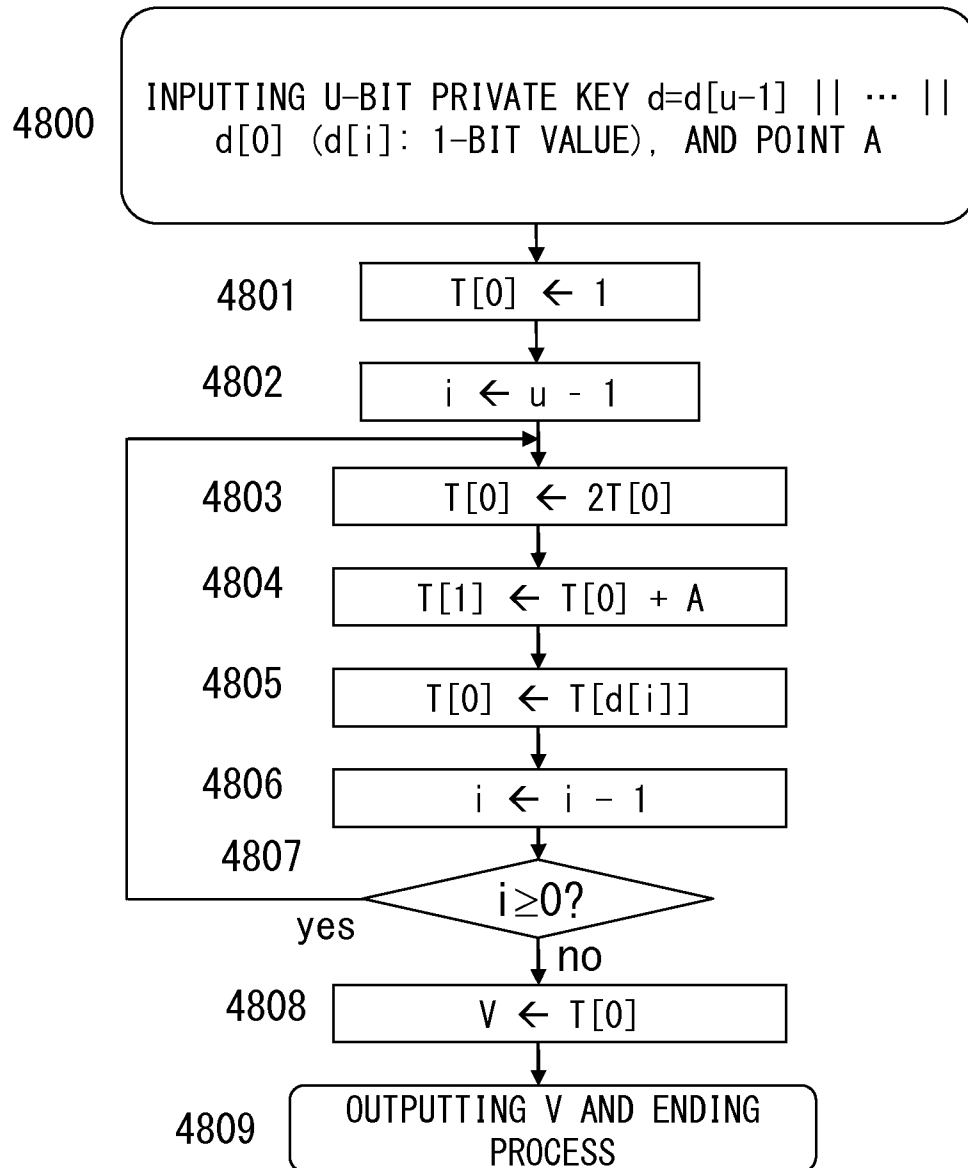 4800
INPUTTING U-BIT PRIVATE KEY d=d[u-1] || ··· ||
d[0] (d[i]: 1-BIT VALUE), AND POINT A
4801
T[0] ← 1
4802
i ← u - 1
4803
T[0] ← 2T[0]
4804
T[1] ← T[0] + A
4805
T[0] ← T[d[i]]
4806
i ← i - 1
4807
i≥0?
yes
no
4808
V ← T[0]
4809
OUTPUTTING V AND ENDING
PROCESS